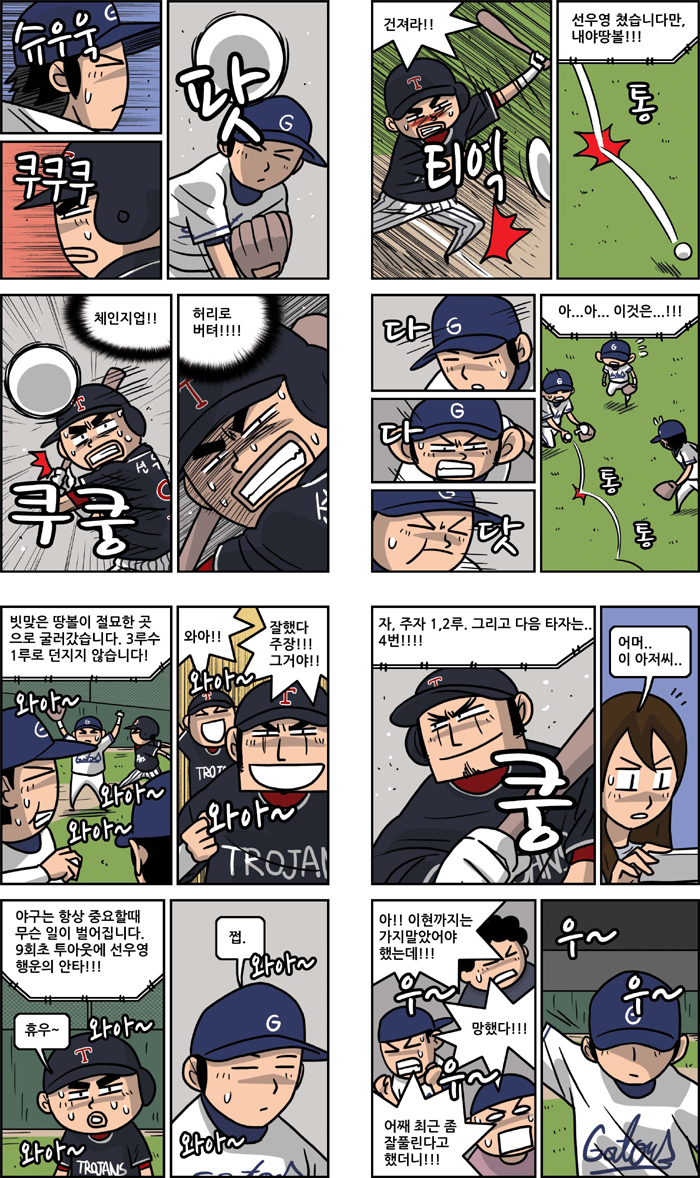 슈우욱
G
팟
G
쿠쿠쿠
T
체인지업!!
T
쿠쿵
허리로
버텨!!!!
T
건져라!!
T
티익
선우영 쳤습니다만,
내야땅볼!!!
통
다
G
다
G
닷
아...아... 이것은...!!!
통
통
빗맞은 땅볼이 절묘한 곳
으로 굴러갔습니다. 3루수
1루로 던지지 않습니다!
와아~
와아~
와아~
와아!!
잘했다
주장!!!
그거야!!
와아~
T
TROJAN
와아~
TROJAN
야구는 항상 중요할때
무슨 일이 벌어집니다.
9회초 투아웃에 선우영
행운의 안타!!!
휴우~
와아~
T
와아~
TROJANS
쩝.
와아~
G
와아~
자, 주자 1,2루. 그리고 다음 타자는..
4번!!!!
T
쿵
어머..
이 아저씨..
아!! 이현까지는
가지말았어야
했는데!!!
우~
망했다!!!
우~
어째 최근 좀
잘풀린다고
했더니!!!
우~
우~
G
Gators